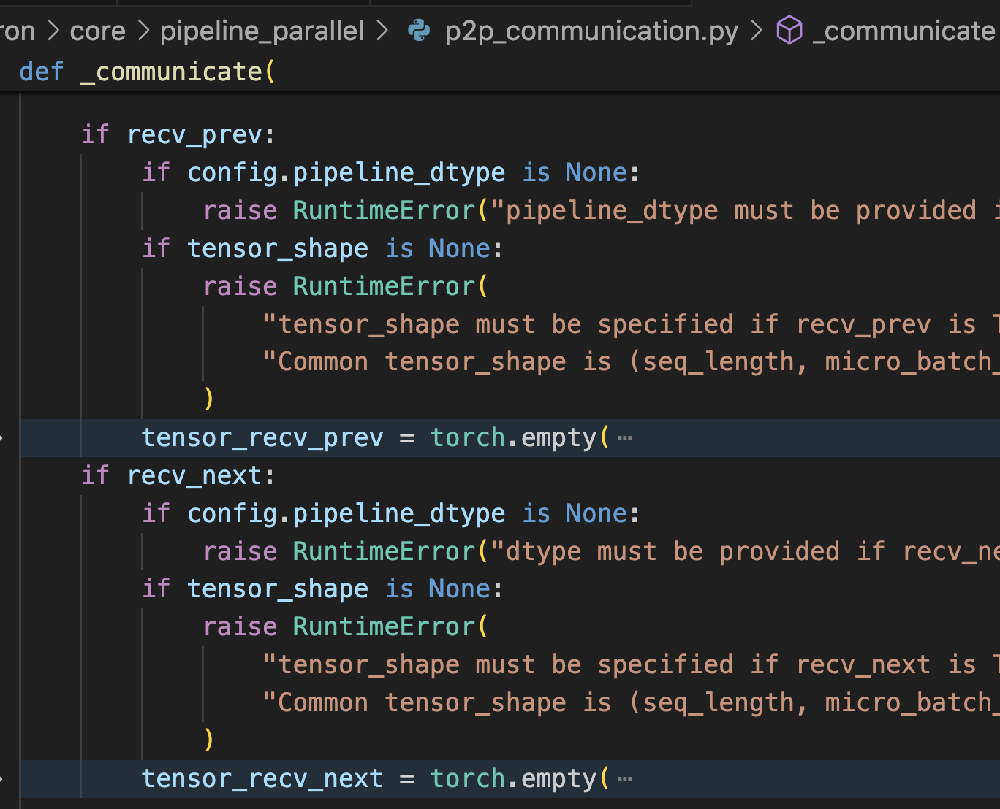 ron > core > pipeline_parallel > p2p_communication.py > _communicate
def _communicate(
if recv_prev:
if config.pipeline_dtype is None:
raise RuntimeError("pipeline_dtype must be provided i
if tensor_shape is None:
raise RuntimeError(
"tensor_shape must be specified if recv_prev is T
"Common tensor_shape is (seq_length, micro_batch_
)
tensor_recv_prev = torch.empty( ⋯
if recv_next:
if config.pipeline_dtype is None:
raise RuntimeError("dtype must be provided if recv_ne
if tensor_shape is None:
raise RuntimeError(
"tensor_shape must be specified if recv_next is T
"Common tensor_shape is (seq_length, micro_batch_
)
tensor_recv_next = torch.empty( ⋯